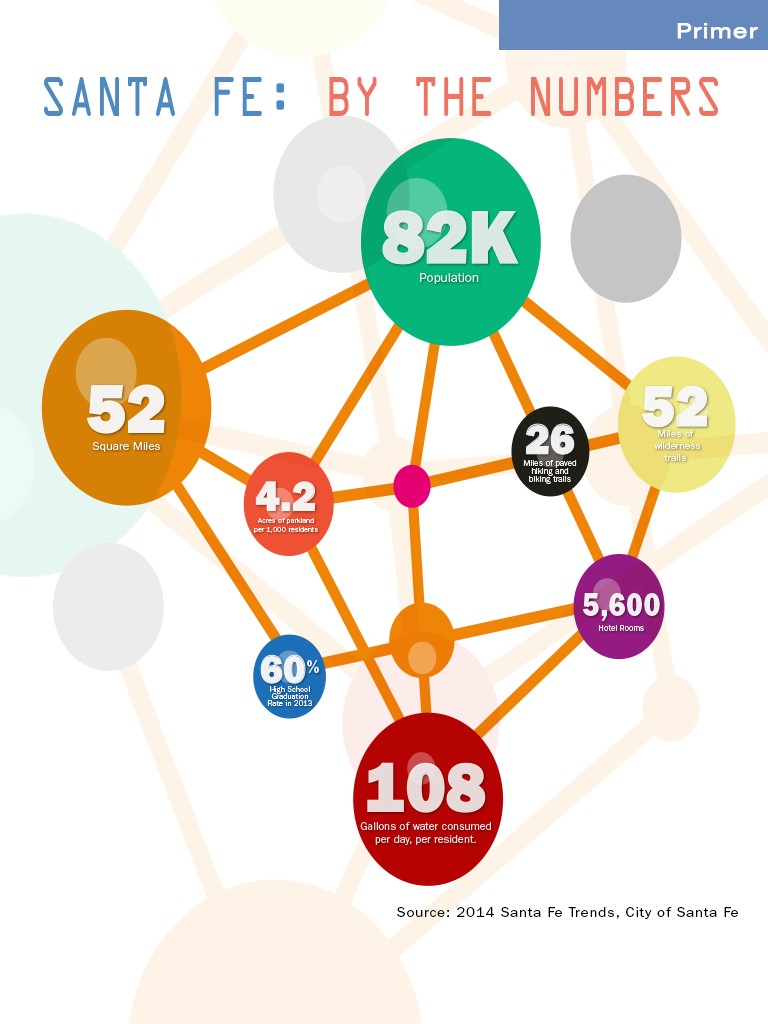 Primer
SANTA FE: BY THE NUMBERS
82K
Population
52
Square Miles
52
Miles of
wilderness
trails
26
Miles of paved
hiking and
biking trails
4.2
Acres of parkland
per 1,000 residents
5,600
Hotel Rooms
60%
High School
Graduation
Rate in 2013
108
Gallons of water consumed
per day, per resident.
Source: 2014 Santa Fe Trends, City of Santa Fe